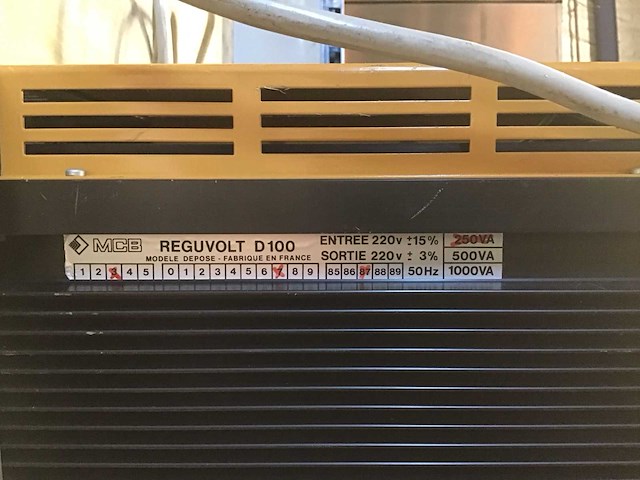 MCB REGUVOLT D100 ENTREE 220v ±15% 250VA
MODELE DEPOSE - FABRIQUE EN FRANCE SORTIE 220v ± 3% 500VA
1 2 3 4 5 0 1 2 3 4 5 6 7 8 9 85 86 87 88 89 50Hz 1000VA